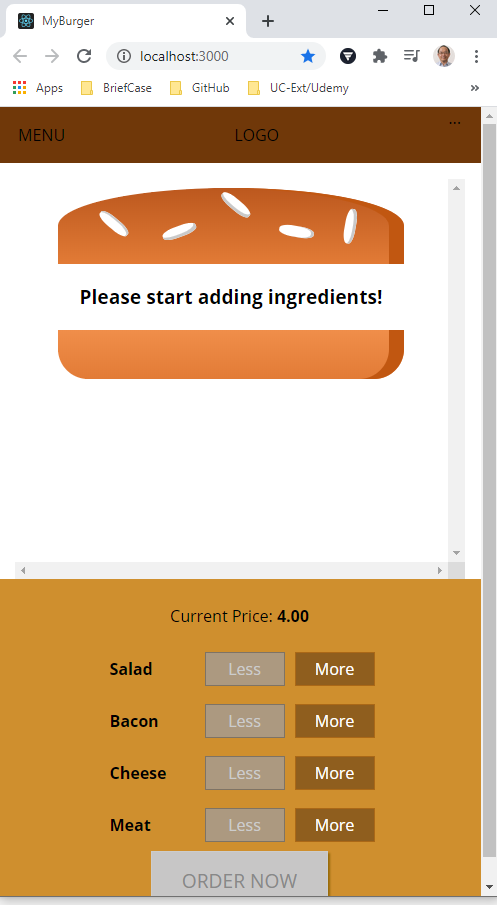 MyBurger
localhost:3000
Apps BriefCase GitHub UC-Ext/Udemy »
MENU LOGO ...
Please start adding ingredients!
Current Price: 4.00
Salad Less More
Bacon Less More
Cheese Less More
Meat Less More
ORDER NOW